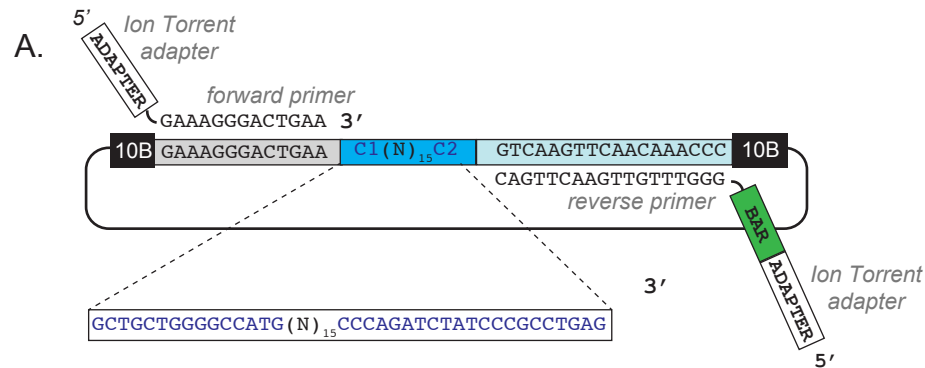 A.
5′
Ion Torrent
adapter
ADAPTER
forward primer
GAAAGGGACTGAA 3′
10B GAAAGGGACTGAA C1(N)15C2 GTCAAGTTCAACAAACCC 10B
CAGTTCAAGTTGTTTGGG
reverse primer
BAR
ADAPTER
3′
Ion Torrent
adapter
GCTGCTGGGGCCATG(N)15CCCAGATCTATCCCGCCTGAG
5′